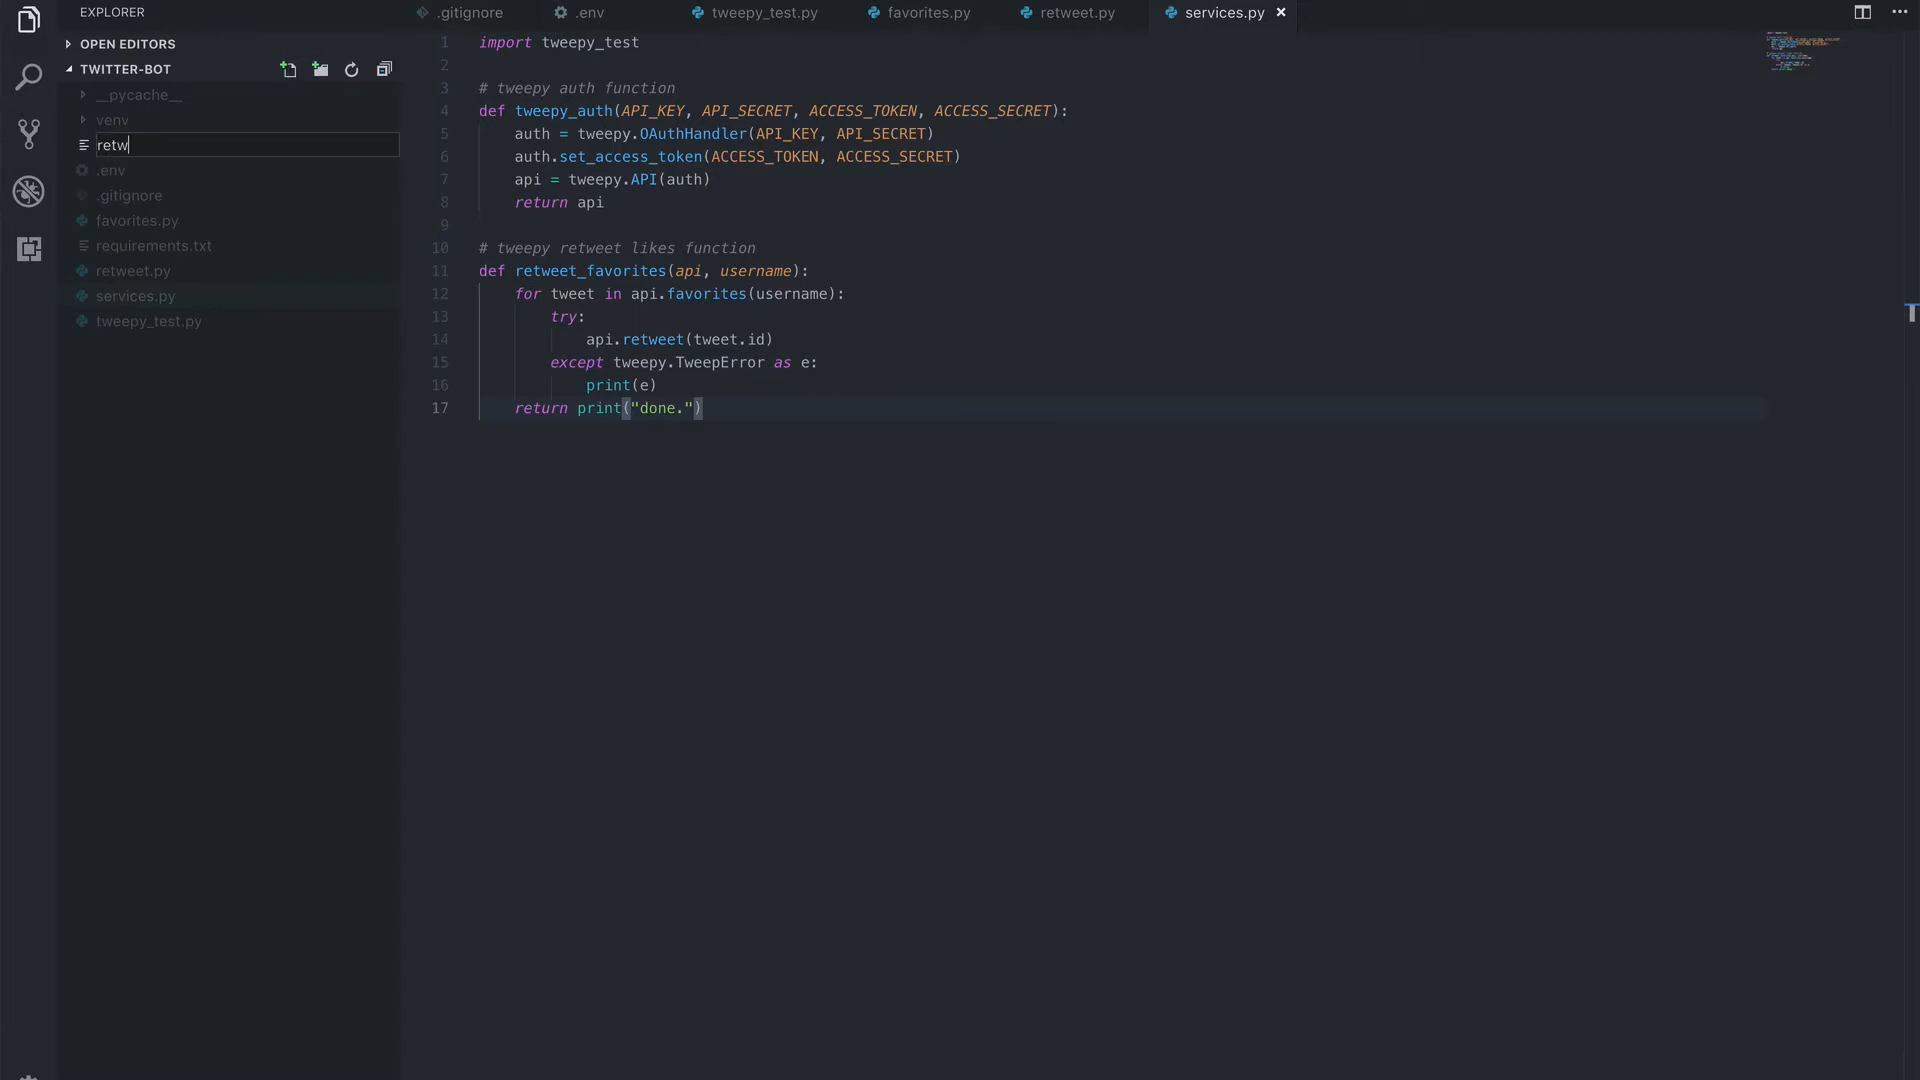 EXPLORER
OPEN EDITORS
TWITTER-BOT
__pycache__
venv
retw
.env
.gitignore
favorites.py
requirements.txt
retweet.py
services.py
tweepy_test.py
.gitignore .env tweepy_test.py favorites.py retweet.py services.py ×
1 import tweepy_test
2
3 # tweepy auth function
4 def tweepy_auth(API_KEY, API_SECRET, ACCESS_TOKEN, ACCESS_SECRET):
5 auth = tweepy.OAuthHandler(API_KEY, API_SECRET)
6 auth.set_access_token(ACCESS_TOKEN, ACCESS_SECRET)
7 api = tweepy.API(auth)
8 return api
9
10 # tweepy retweet likes function
11 def retweet_favorites(api, username):
12 for tweet in api.favorites(username):
13 try:
14 api.retweet(tweet.id)
15 except tweepy.TweepError as e:
16 print(e)
17 return print("done.")